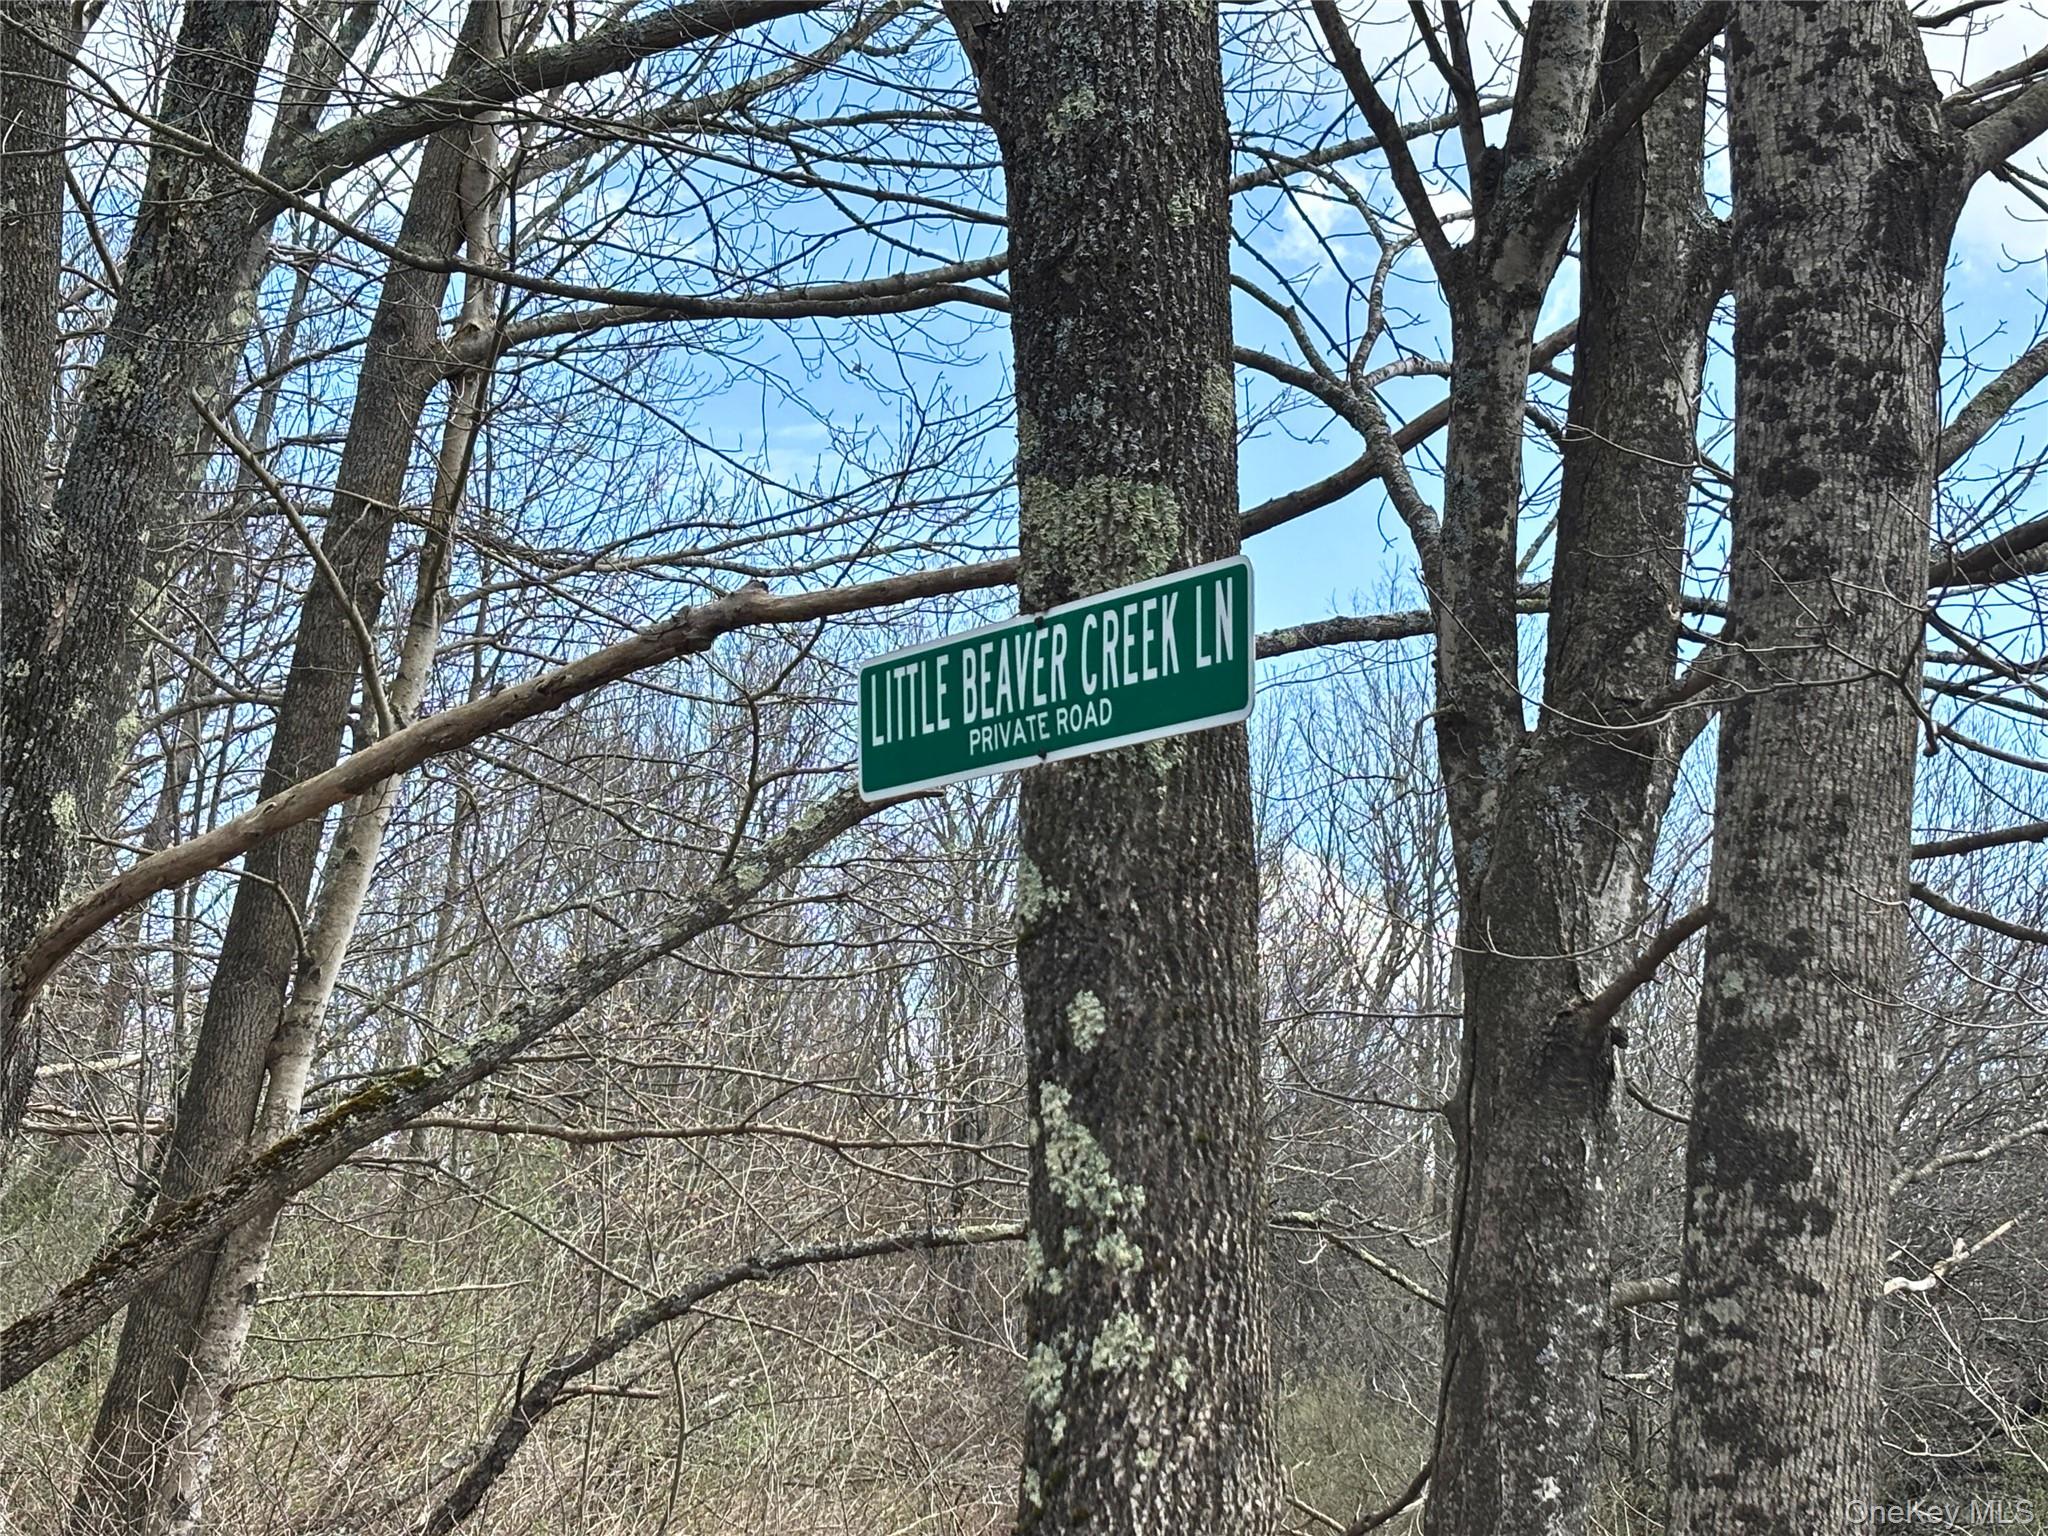 LITTLE BEAVER CREEK LN
PRIVATE ROAD
OneKey MLS